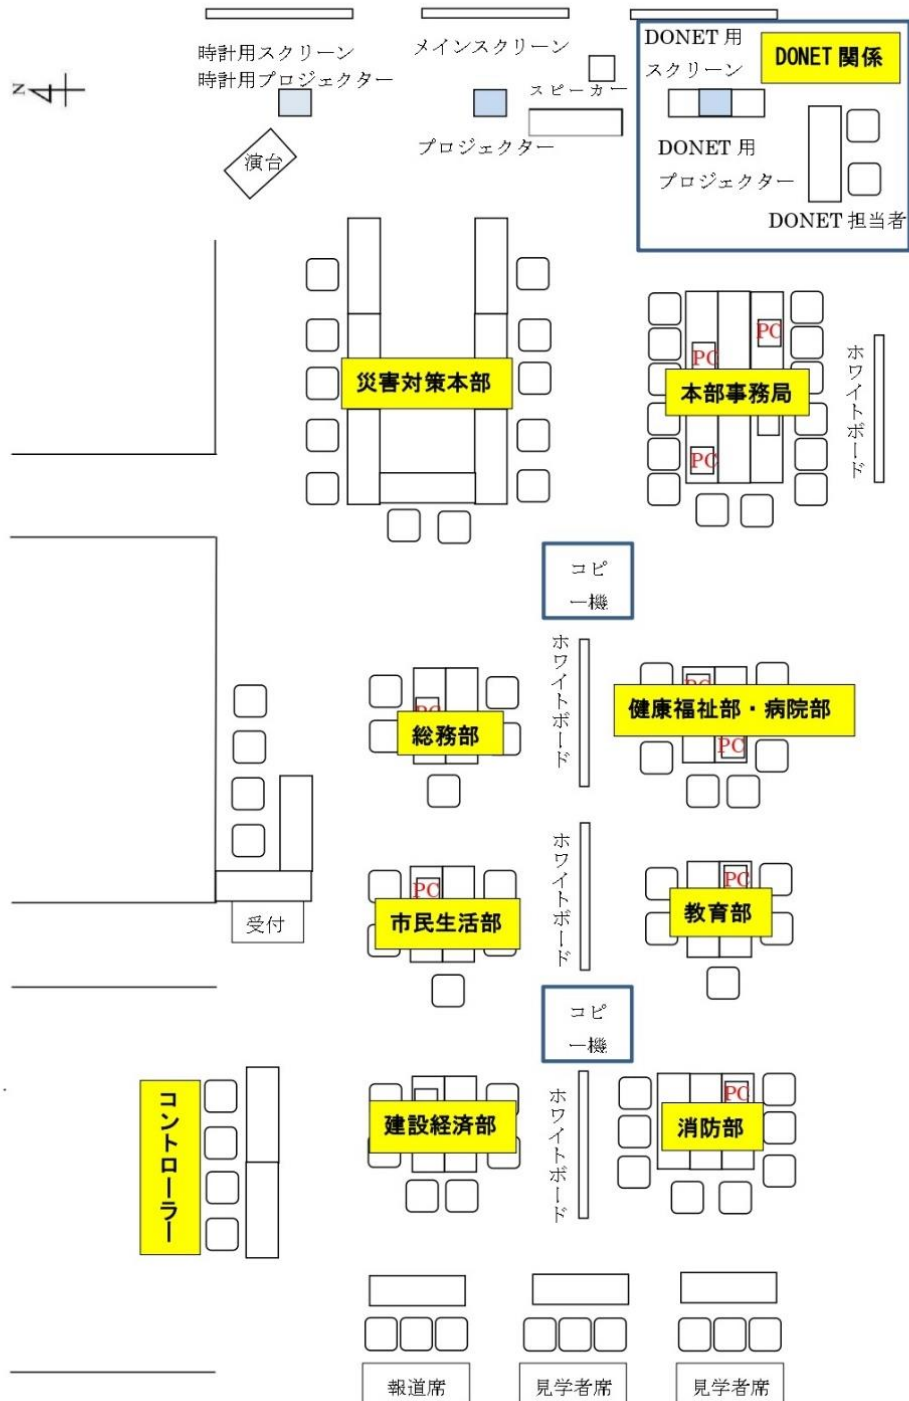 時計用スクリーン
時計用プロジェクター
メインスクリーン
スピーカー
プロジェクター
DONET 用
スクリーン
DONET 関係
DONET 用
プロジェクター
DONET 担当者
N
演台
災害対策本部
PC
PC
本部事務局
PC
ホワイトボード
コピ
ー機
ホワイトボード
PC
総務部
PC
健康福祉部・病院部
PC
ホワイトボード
PC
市民生活部
PC
教育部
受付
コピ
ー機
ホワイトボード
コントローラー
建設経済部
PC
消防部
報道席
見学者席
見学者席